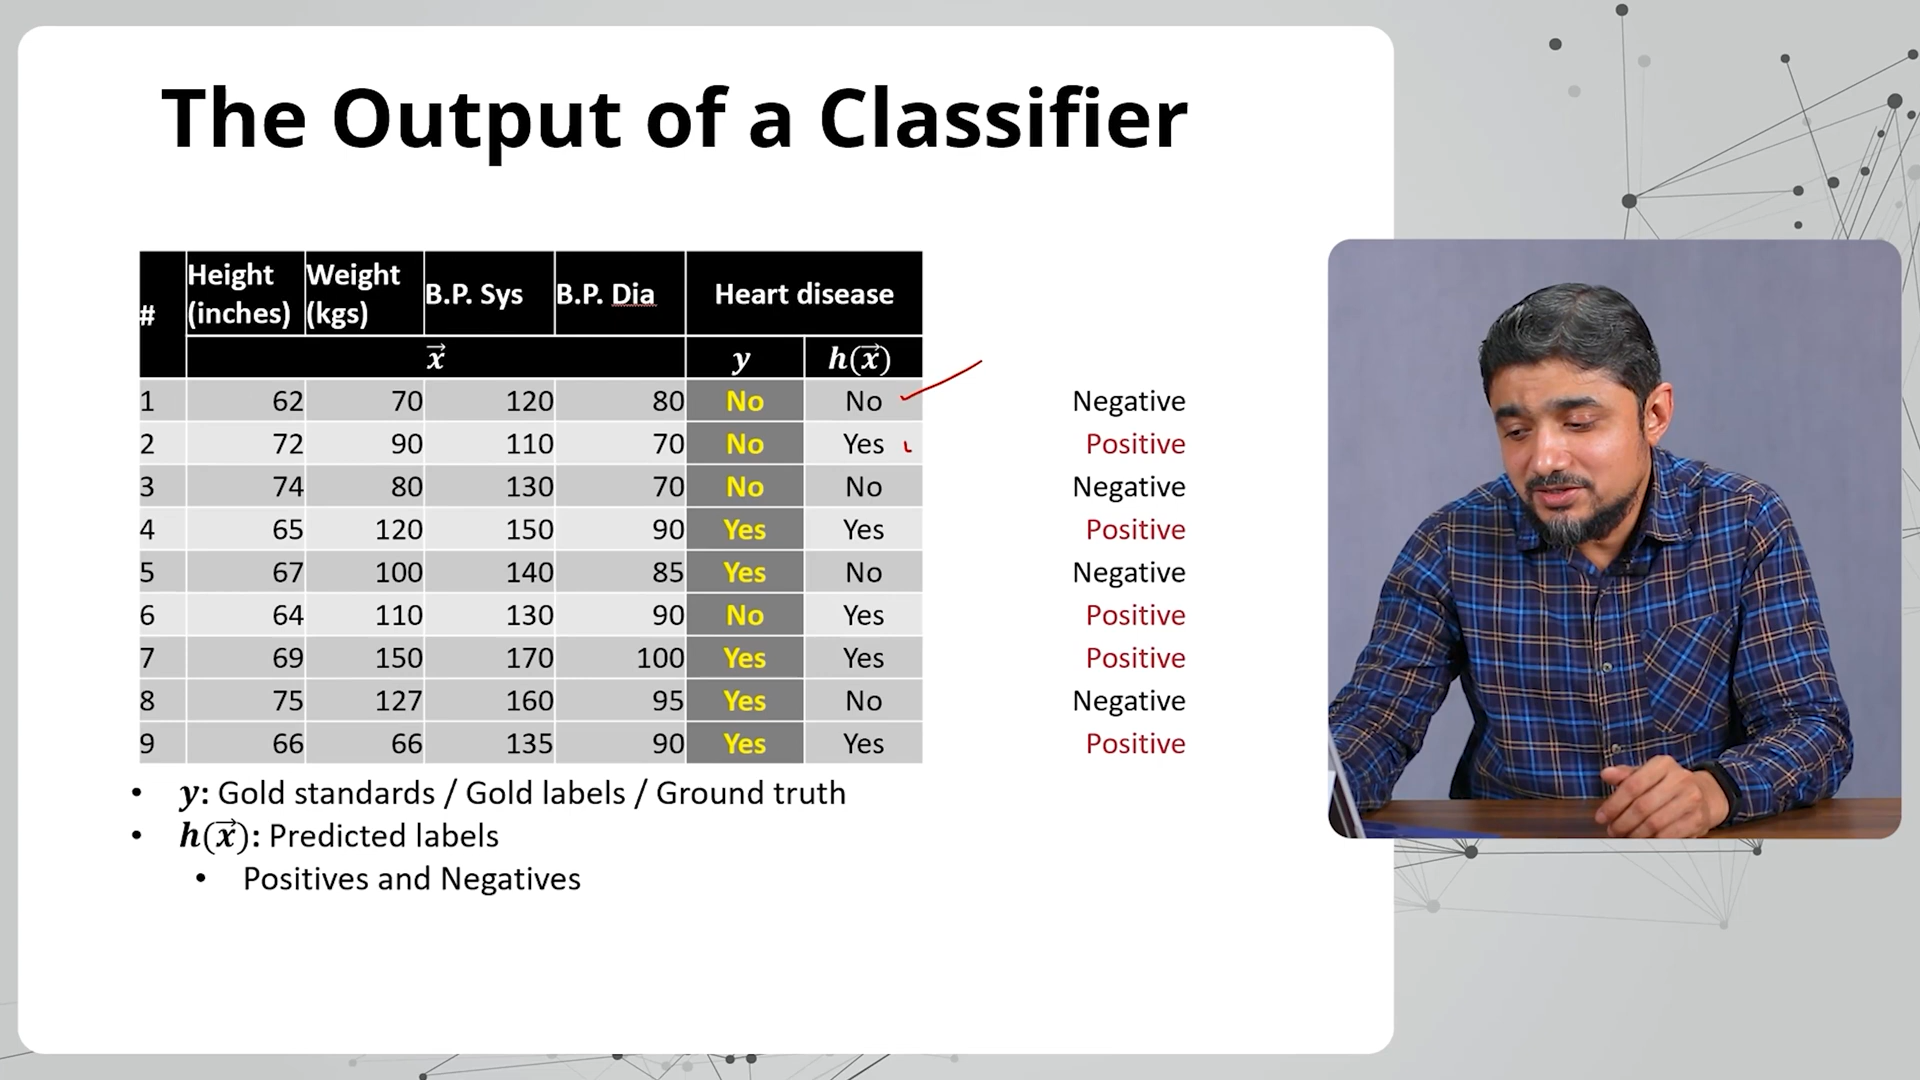 The Output of a Classifier
# Height (inches) Weight (kgs) B.P. Sys B.P. Dia Heart disease
x⃗ y h(x⃗)
1 62 70 120 80 No No Negative
2 72 90 110 70 No Yes Positive
3 74 80 130 70 No No Negative
4 65 120 150 90 Yes Yes Positive
5 67 100 140 85 Yes No Negative
6 64 110 130 90 No Yes Positive
7 69 150 170 100 Yes Yes Positive
8 75 127 160 95 Yes No Negative
9 66 66 135 90 Yes Yes Positive
• y: Gold standards / Gold labels / Ground truth
• h(x⃗): Predicted labels
• Positives and Negatives